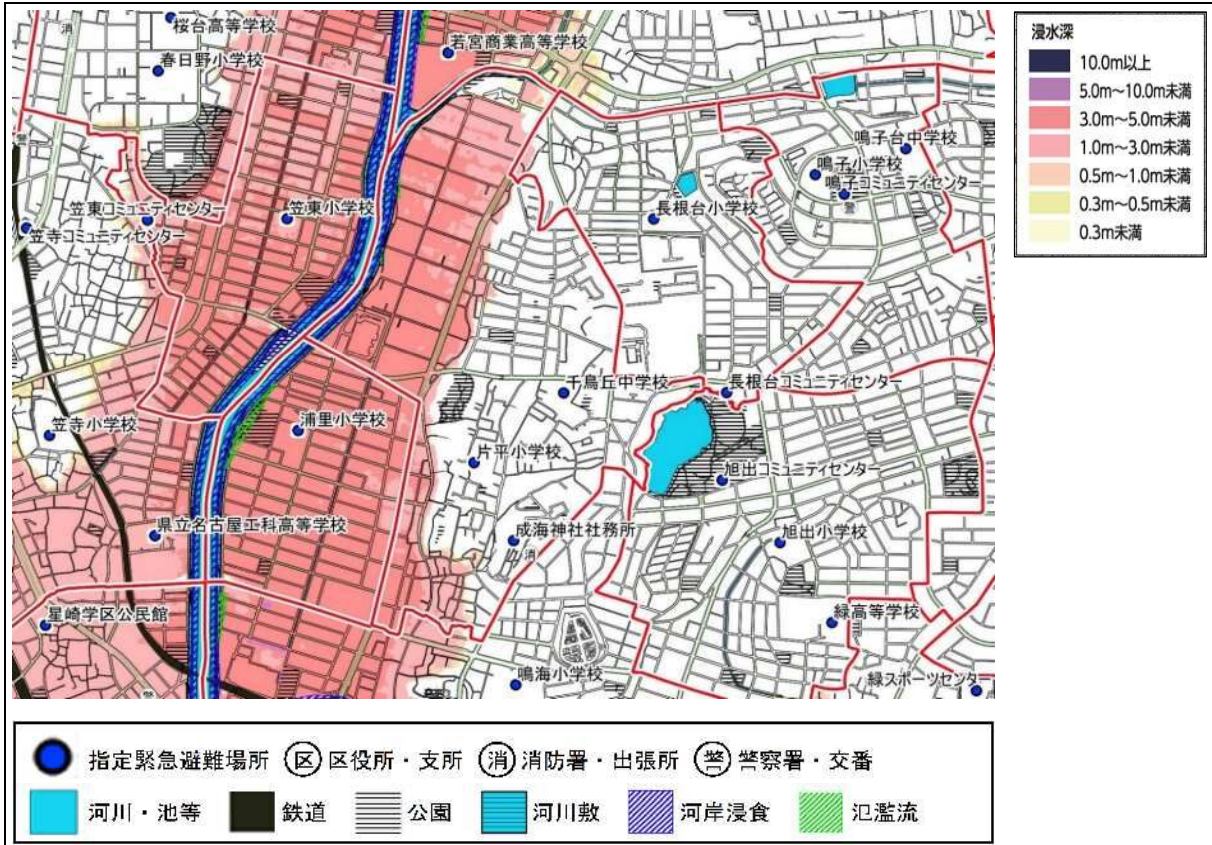 桜台高等学校
消
若宮商業高等学校
春日野小学校
鳴子台中学校
鳴子小学校
鳴子コミュニティセンター
警
笠東コミュニティセンター
笠東小学校
長根台小学校
笠寺コミュニティセンター
千鳥丘中学校
長根台コミュニティセンター
笠寺小学校
浦里小学校
片平小学校
旭出コミュニティセンター
県立名古屋工科高等学校
成海神社社務所
消
旭出小学校
星崎学区公民館
緑高等学校
鳴海小学校
緑スポーツセンター
浸水深
10.0m以上
5.0m～10.0m未満
3.0m～5.0m未満
1.0m～3.0m未満
0.5m～1.0m未満
0.3m～0.5m未満
0.3m未満
指定緊急避難場所 区 区役所・支所 消 消防署・出張所 警 警察署・交番
河川・池等 鉄道 公園 河川敷 河岸浸食 氾濫流